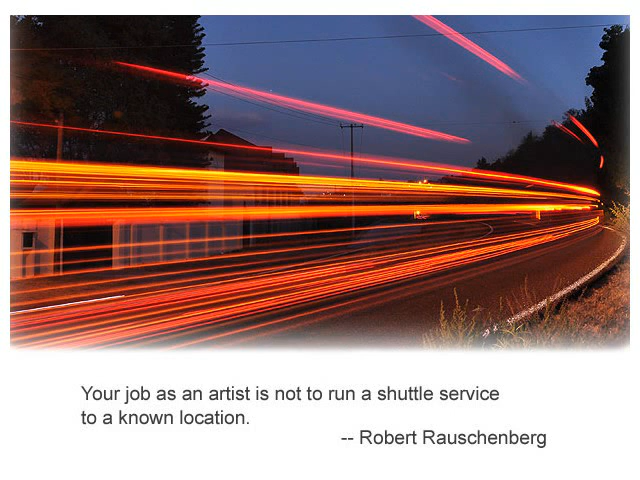 Your job as an artist is not to run a shuttle service
to a known location.
-- Robert Rauschenberg